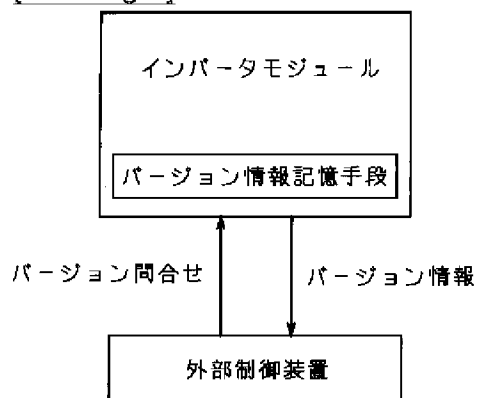 インバータモジュール
バージョン情報記憶手段
バージョン問合せ
バージョン情報
外部制御装置